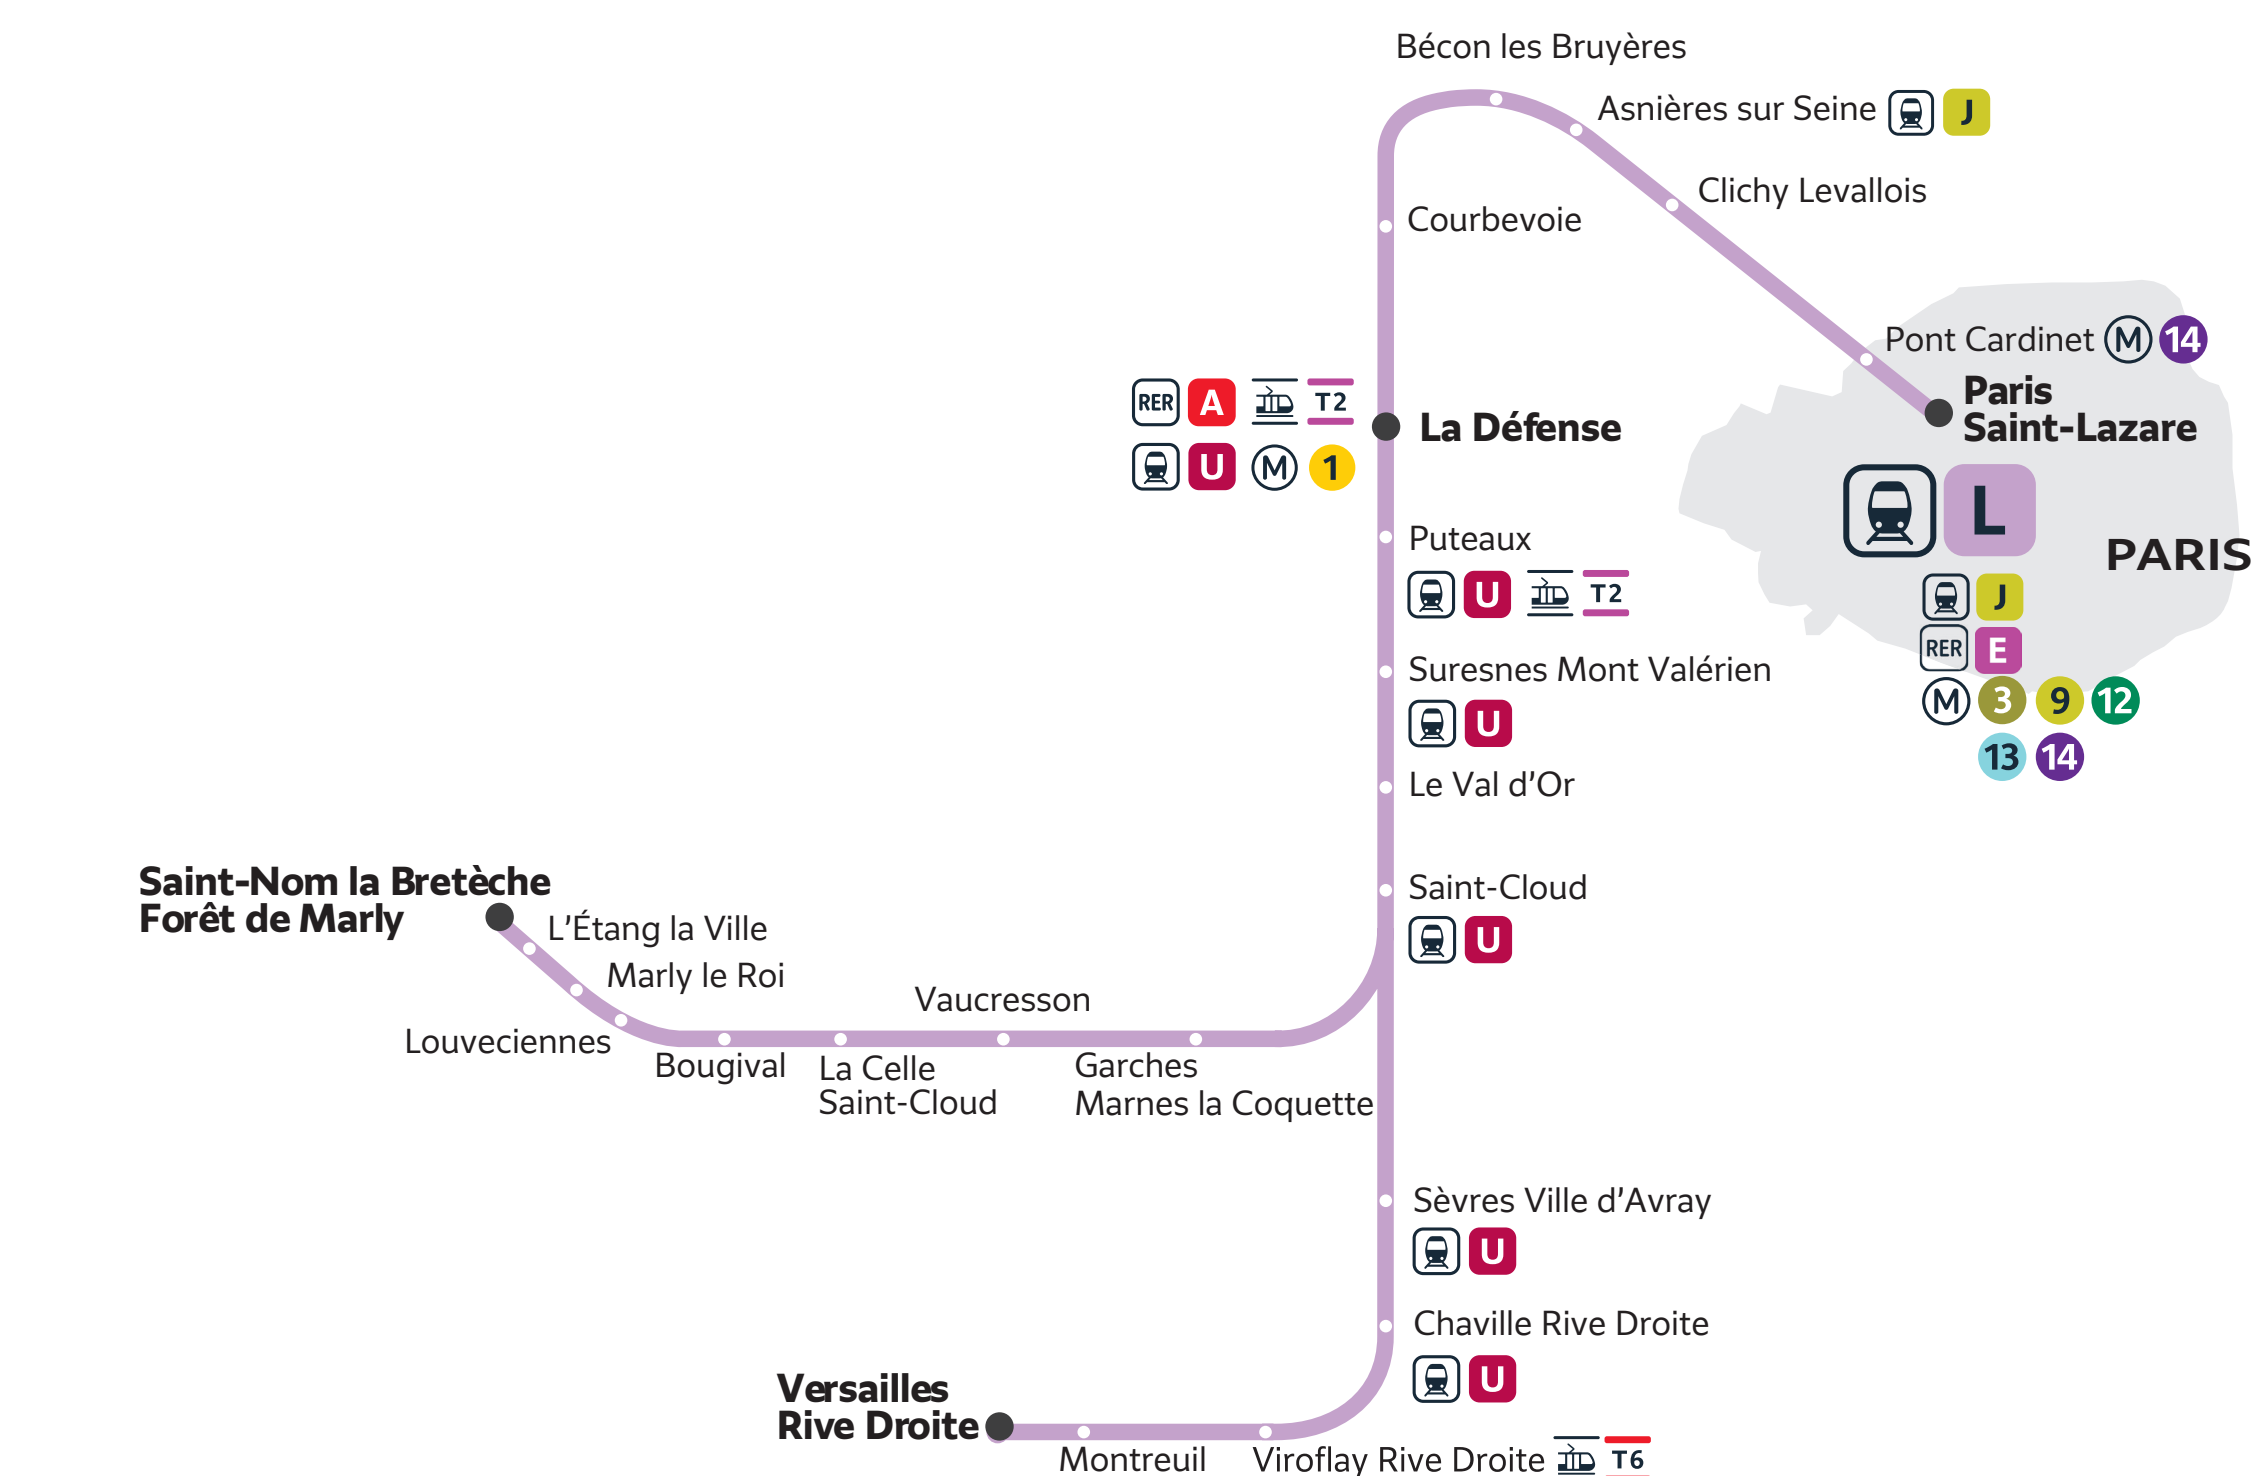 Bécon les Bruyères
Asnières sur Seine J
Clichy Levallois
Courbevoie
Pont Cardinet M 14
Paris
Saint-Lazare
RER A T2
La Défense
U M 1
L
PARIS
Puteaux
U T2
J
RER E
M 3 9 12
13 14
Suresnes Mont Valérien
U
Le Val d'Or
Saint-Cloud
U
Saint-Nom la Bretèche
Forêt de Marly
L'Étang la Ville
Marly le Roi
Vaucresson
Louveciennes
Bougival
La Celle
Saint-Cloud
Garches
Marnes la Coquette
Sèvres Ville d'Avray
U
Chaville Rive Droite
U
Versailles
Rive Droite
Montreuil
Viroflay Rive Droite T6